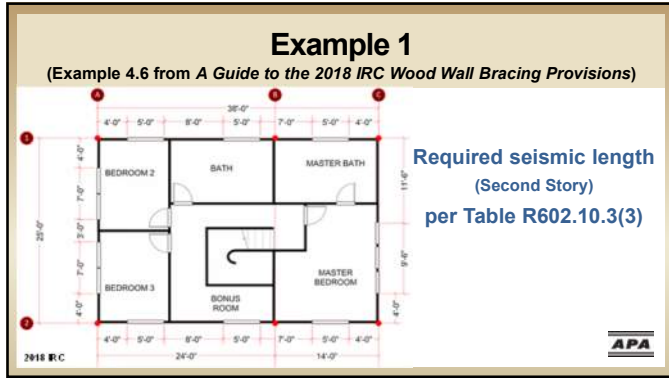 Example 1
(Example 4.6 from A Guide to the 2018 IRC Wood Wall Bracing Provisions)
A B C
38'-0"
4'-0" 5'-0" 8'-0" 5'-0" 7'-0" 5'-0" 4'-0"
1
4'-0"
7'-0"
3'-0"
7'-0"
4'-0"
25'-0"
BEDROOM 2
BATH
MASTER BATH
11'-6"
9'-6"
4'-0"
BEDROOM 3
BONUS
ROOM
MASTER
BEDROOM
2
4'-0" 5'-0" 8'-0" 5'-0" 7'-0" 5'-0" 4'-0"
24'-0" 14'-0"
Required seismic length
(Second Story)
per Table R602.10.3(3)
2018 IRC
APA